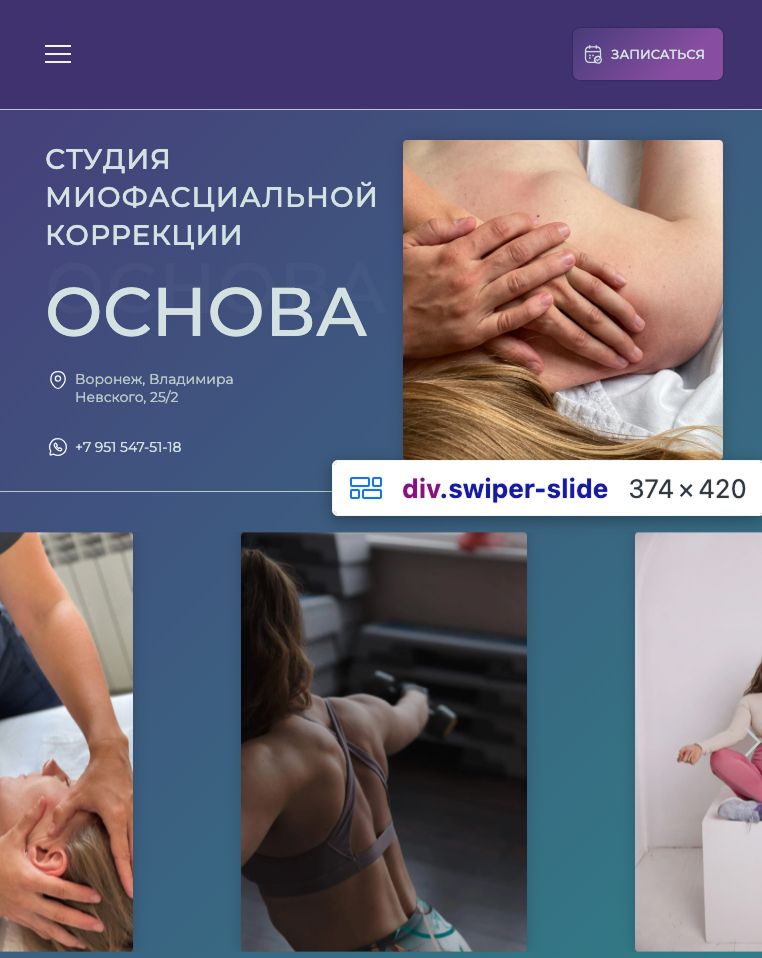 ЗАПИСАТЬСЯ
СТУДИЯ
МИОФАСЦИАЛЬНОЙ
КОРРЕКЦИИ
ОСНОВА
ОСНОВА
Воронеж, Владимира
Невского, 25/2
+7 951 547-51-18
div.swiper-slide 374 × 420